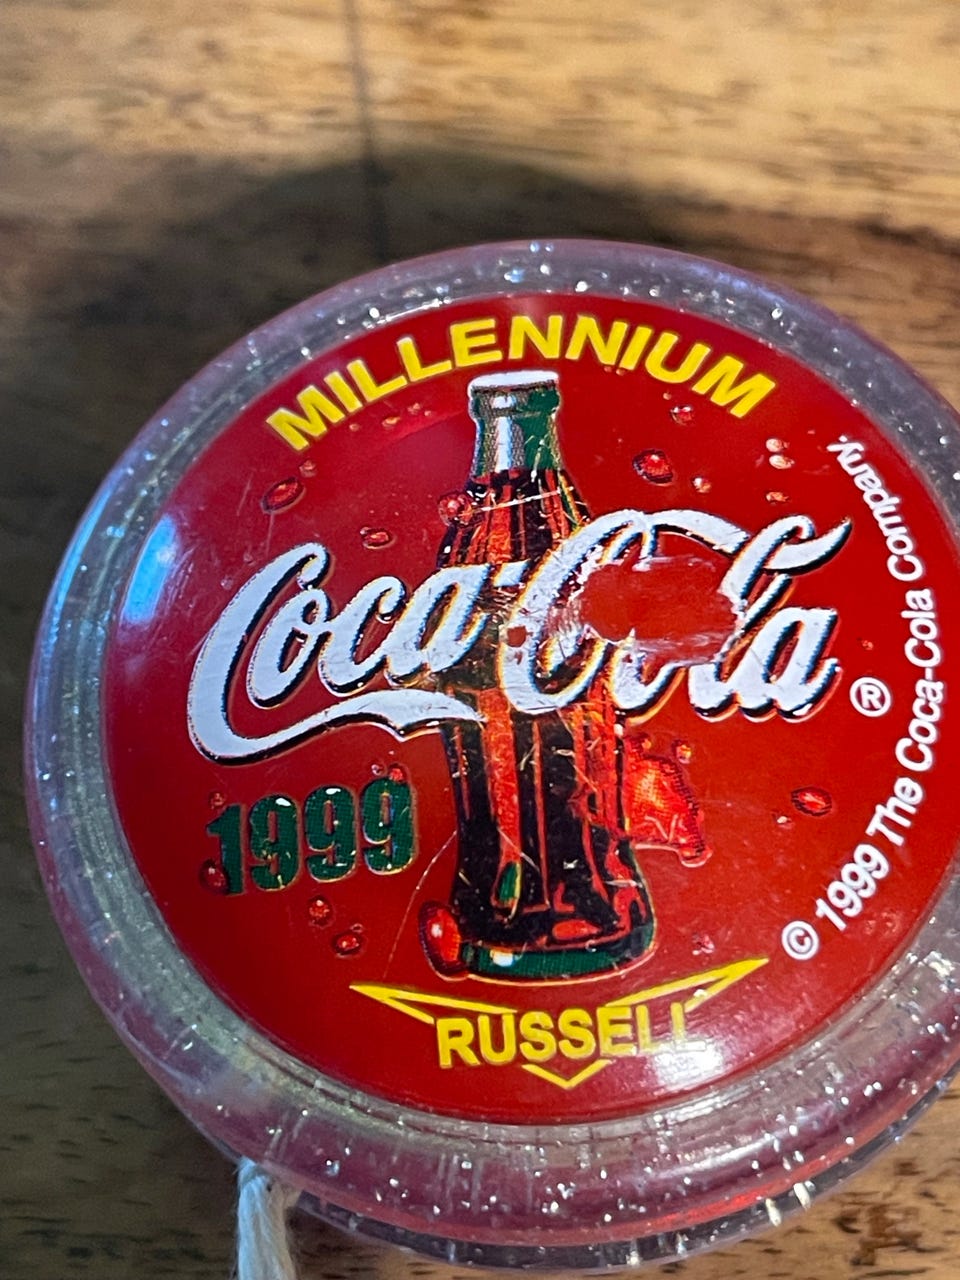 MILLENNIUM
Coca-Cola
®
1999
RUSSELL
© 1999 The Coca-Cola Company.